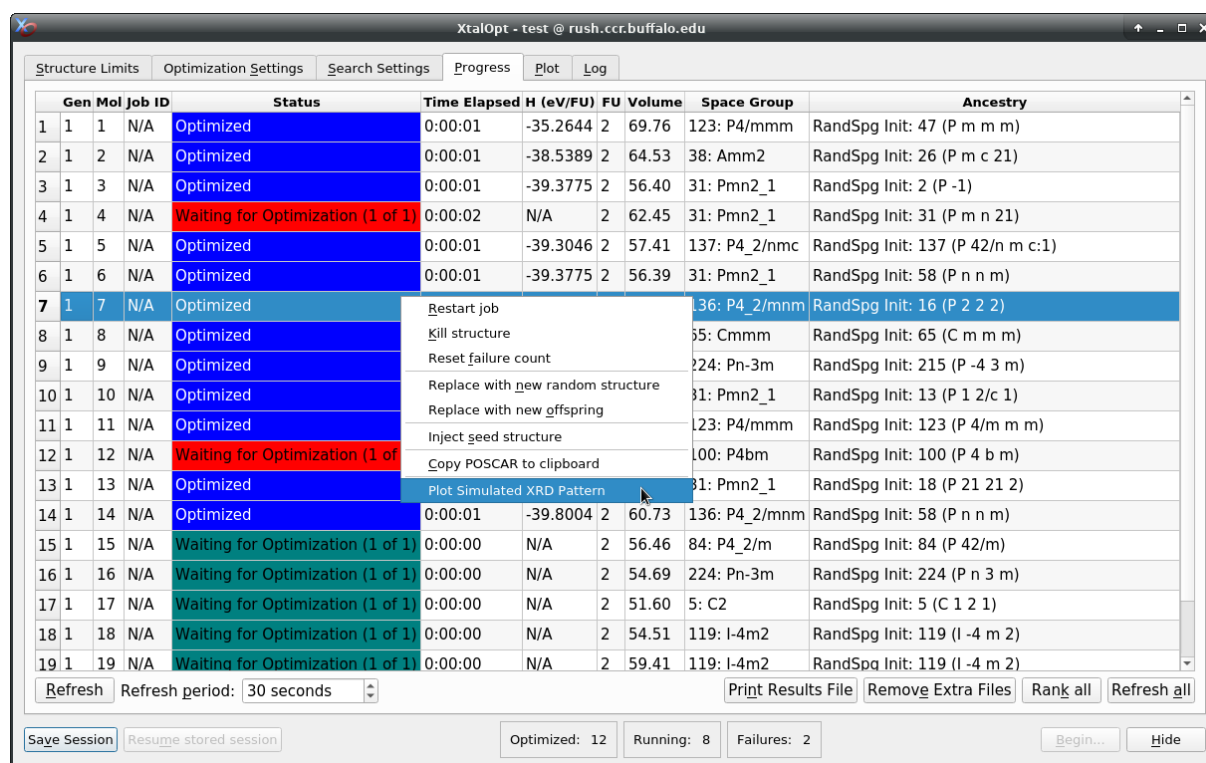 XtalOpt - test @ rush.ccr.buffalo.edu
Structure Limits Optimization Settings Search Settings Progress Plot Log
Gen Mol Job ID Status Time Elapsed H (eV/FU) FU Volume Space Group Ancestry
1 1 1 N/A Optimized 0:00:01 -35.2644 2 69.76 123: P4/mmm RandSpg Init: 47 (P m m m)
2 1 2 N/A Optimized 0:00:01 -38.5389 2 64.53 38: Amm2 RandSpg Init: 26 (P m c 21)
3 1 3 N/A Optimized 0:00:01 -39.3775 2 56.40 31: Pmn2_1 RandSpg Init: 2 (P -1)
4 1 4 N/A Waiting for Optimization (1 of 1) 0:00:02 N/A 2 62.45 31: Pmn2_1 RandSpg Init: 31 (P m n 21)
5 1 5 N/A Optimized 0:00:01 -39.3046 2 57.41 137: P4_2/nmc RandSpg Init: 137 (P 42/n m c:1)
6 1 6 N/A Optimized 0:00:01 -39.3775 2 56.39 31: Pmn2_1 RandSpg Init: 58 (P n n m)
7 1 7 N/A Optimized 136: P4_2/mnm RandSpg Init: 16 (P 2 2 2)
8 1 8 N/A Optimized 65: Cmmm RandSpg Init: 65 (C m m m)
9 1 9 N/A Optimized 224: Pn-3m RandSpg Init: 215 (P -4 3 m)
10 1 10 N/A Optimized 31: Pmn2_1 RandSpg Init: 13 (P 1 2/c 1)
11 1 11 N/A Optimized 123: P4/mmm RandSpg Init: 123 (P 4/m m m)
12 1 12 N/A Waiting for Optimization (1 of 100: P4bm RandSpg Init: 100 (P 4 b m)
13 1 13 N/A Optimized 31: Pmn2_1 RandSpg Init: 18 (P 21 21 2)
14 1 14 N/A Optimized 0:00:01 -39.8004 2 60.73 136: P4_2/mnm RandSpg Init: 58 (P n n m)
15 1 15 N/A Waiting for Optimization (1 of 1) 0:00:00 N/A 2 56.46 84: P4_2/m RandSpg Init: 84 (P 42/m)
16 1 16 N/A Waiting for Optimization (1 of 1) 0:00:00 N/A 2 54.69 224: Pn-3m RandSpg Init: 224 (P n 3 m)
17 1 17 N/A Waiting for Optimization (1 of 1) 0:00:00 N/A 2 51.60 5: C2 RandSpg Init: 5 (C 1 2 1)
18 1 18 N/A Waiting for Optimization (1 of 1) 0:00:00 N/A 2 54.51 119: I-4m2 RandSpg Init: 119 (I -4 m 2)
19 1 19 N/A Waiting for Optimization (1 of 1) 0:00:00 N/A 2 59.41 119: I-4m2 RandSpg Init: 119 (I -4 m 2)
Restart job
Kill structure
Reset failure count
Replace with new random structure
Replace with new offspring
Inject seed structure
Copy POSCAR to clipboard
Plot Simulated XRD Pattern
Refresh Refresh period: 30 seconds Print Results File Remove Extra Files Rank all Refresh all
Save Session Resume stored session Optimized: 12 Running: 8 Failures: 2 Begin... Hide